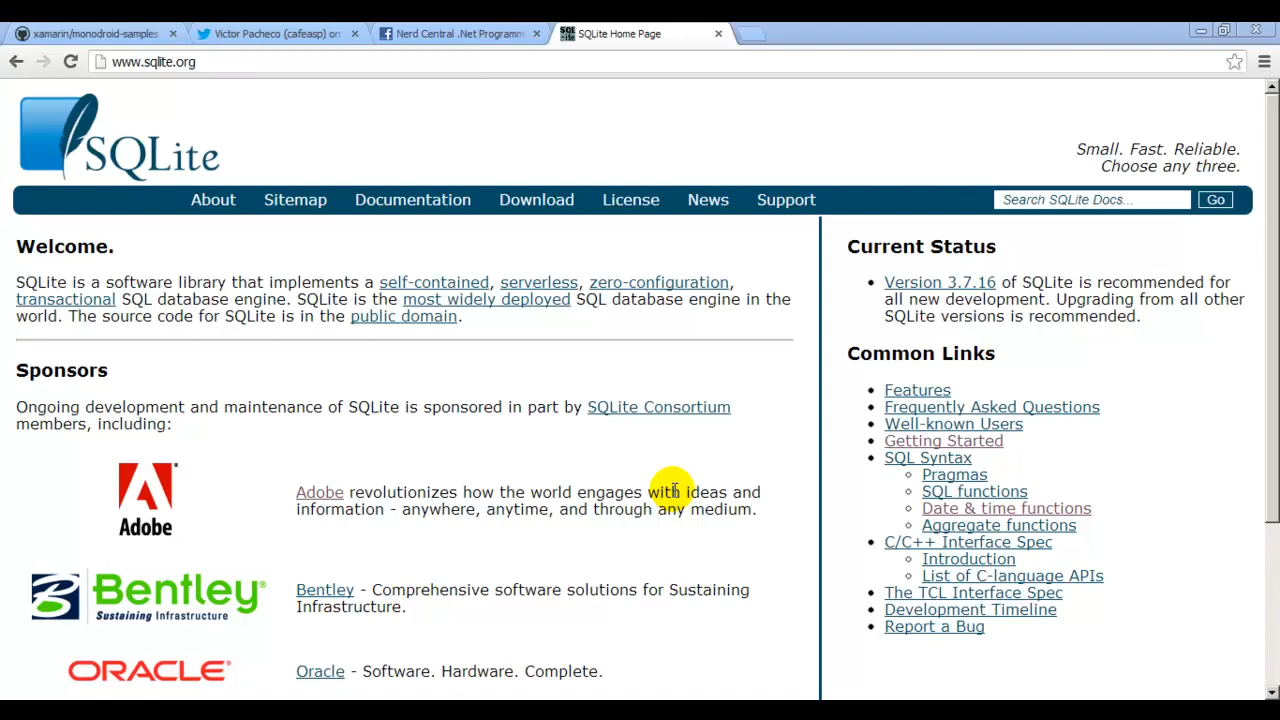 xamarin/monodroid-samples
Victor Pacheco (cafeasp) on
Nerd Central .Net Programm
SQLite Home Page
www.sqlite.org
SQLite
Small. Fast. Reliable.
Choose any three.
About Sitemap Documentation Download License News Support
Search SQLite Docs... Go
Welcome.
SQLite is a software library that implements a self-contained, serverless, zero-configuration,
transactional SQL database engine. SQLite is the most widely deployed SQL database engine in the
world. The source code for SQLite is in the public domain.
Sponsors
Ongoing development and maintenance of SQLite is sponsored in part by SQLite Consortium
members, including:
Adobe
Adobe revolutionizes how the world engages with ideas and
information - anywhere, anytime, and through any medium.
Bentley
Sustaining Infrastructure
Bentley - Comprehensive software solutions for Sustaining
Infrastructure.
ORACLE
Oracle - Software. Hardware. Complete.
Current Status
Version 3.7.16 of SQLite is recommended for
all new development. Upgrading from all other
SQLite versions is recommended.
Common Links
Features
Frequently Asked Questions
Well-known Users
Getting Started
SQL Syntax
Pragmas
SQL functions
Date & time functions
Aggregate functions
C/C++ Interface Spec
Introduction
List of C-language APIs
The TCL Interface Spec
Development Timeline
Report a Bug